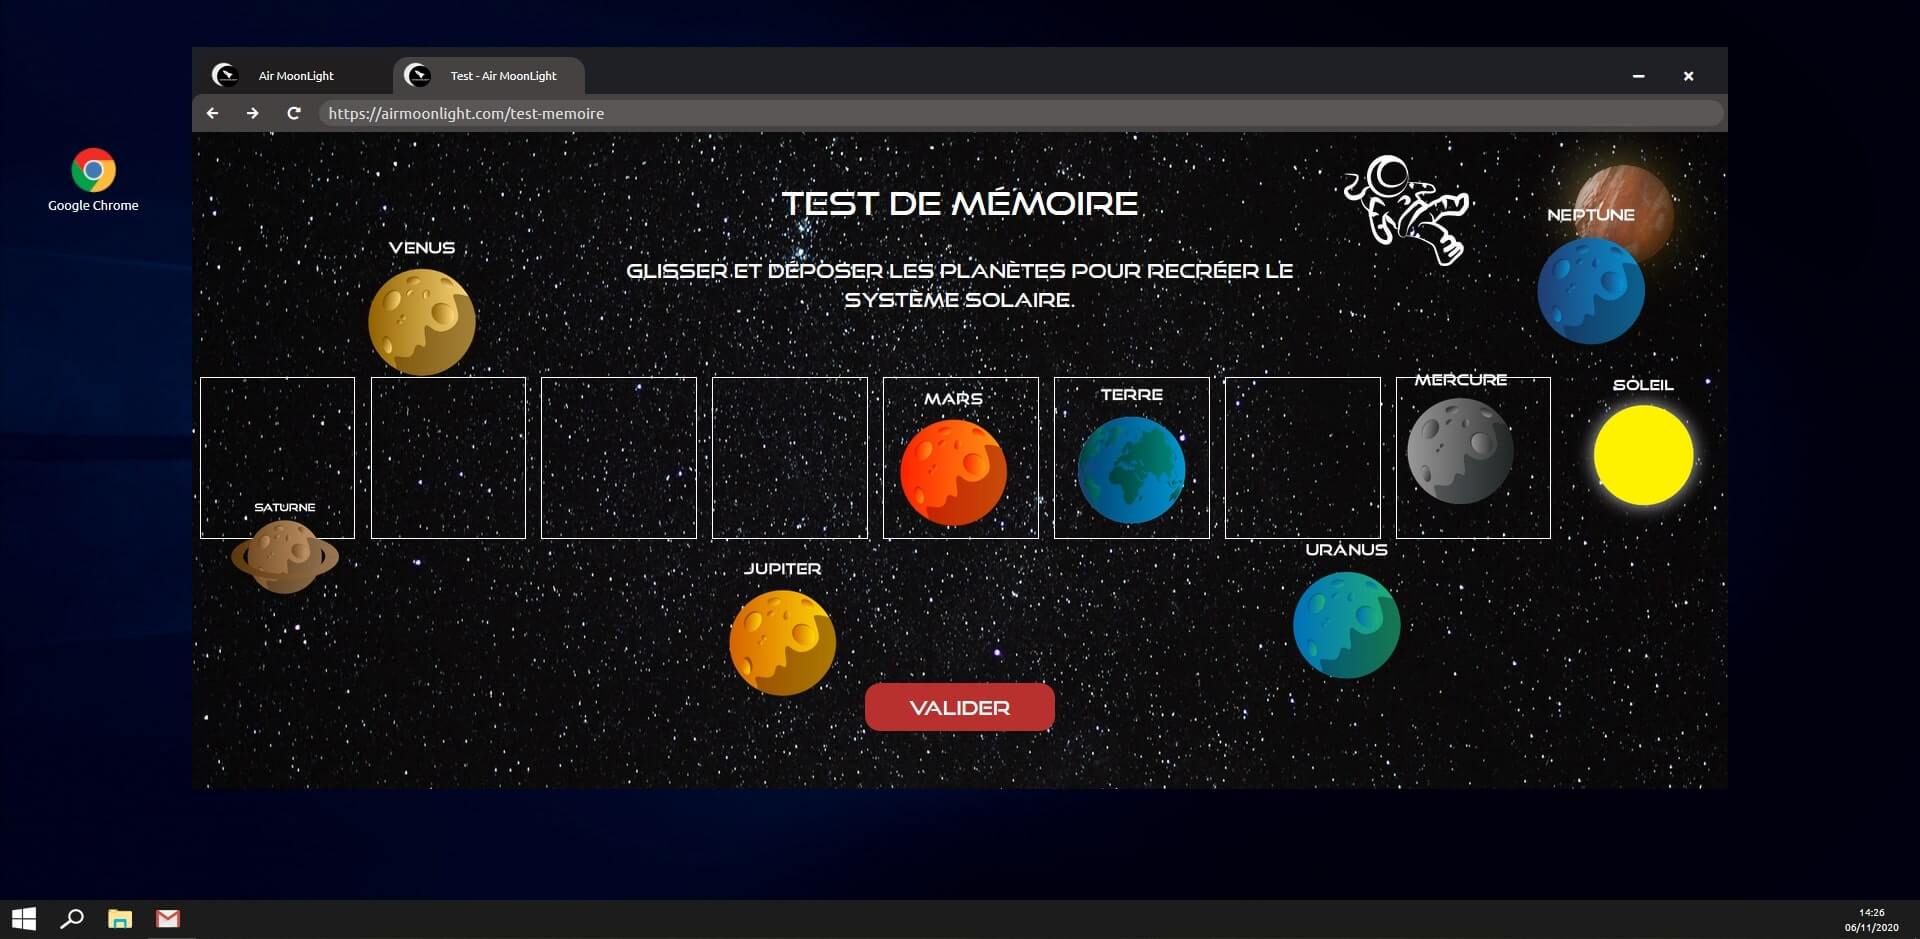 Air MoonLight
Test - Air MoonLight
https://airmoonlight.com/test-memoire
Google Chrome
TEST DE MÉMOIRE
NEPTUNE
VENUS
GLISSER ET DÉPOSER LES PLANÈTES POUR RECRÉER LE
SYSTÈME SOLAIRE.
MARS
TERRE
MERCURE
SOLEIL
SATURNE
JUPITER
URANUS
VALIDER
14:26
06/11/2020